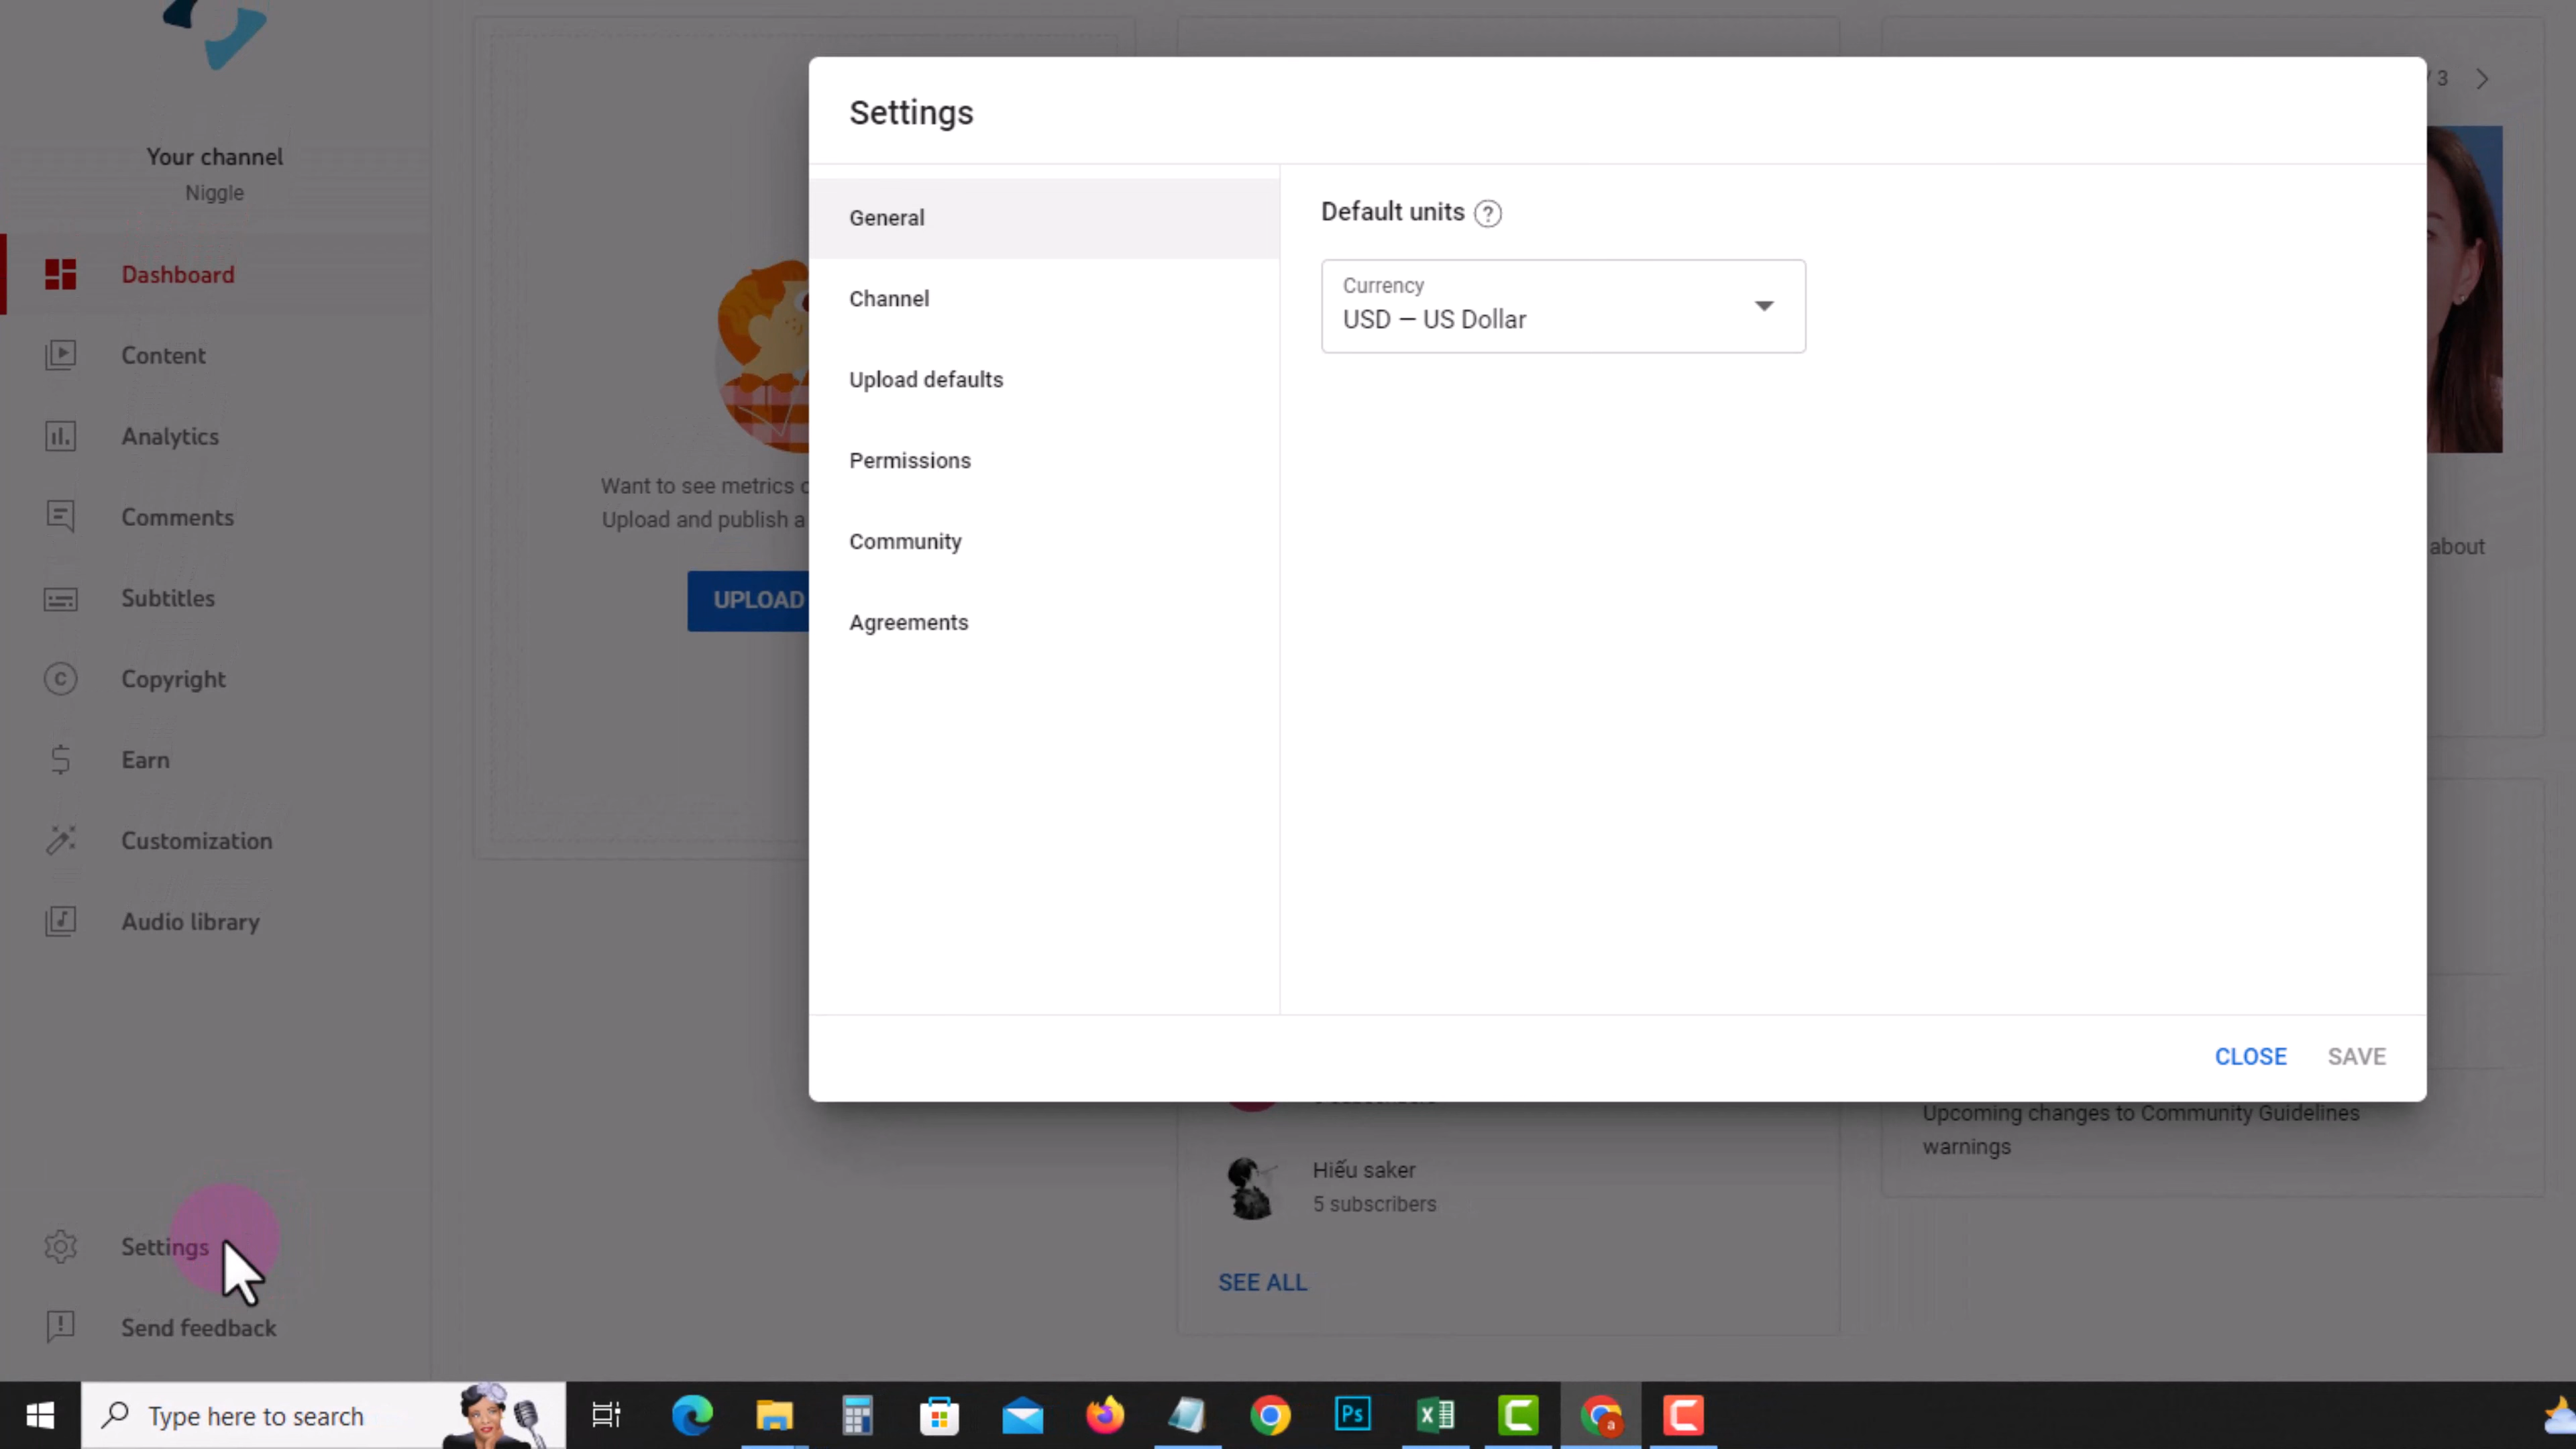 Your channel
Niggle
Dashboard
Content
Analytics
Comments
Subtitles
Copyright
Earn
Customization
Audio library
Settings
Send feedback
Want to see metrics
Upload and publish a
UPLOAD
Settings
General
Channel
Upload defaults
Permissions
Community
Agreements
Default units ?
Currency
USD – US Dollar
CLOSE SAVE
/ 3
about
Hiếu saker
5 subscribers
SEE ALL
Upcoming changes to Community Guidelines
warnings
Type here to search
Ps
a